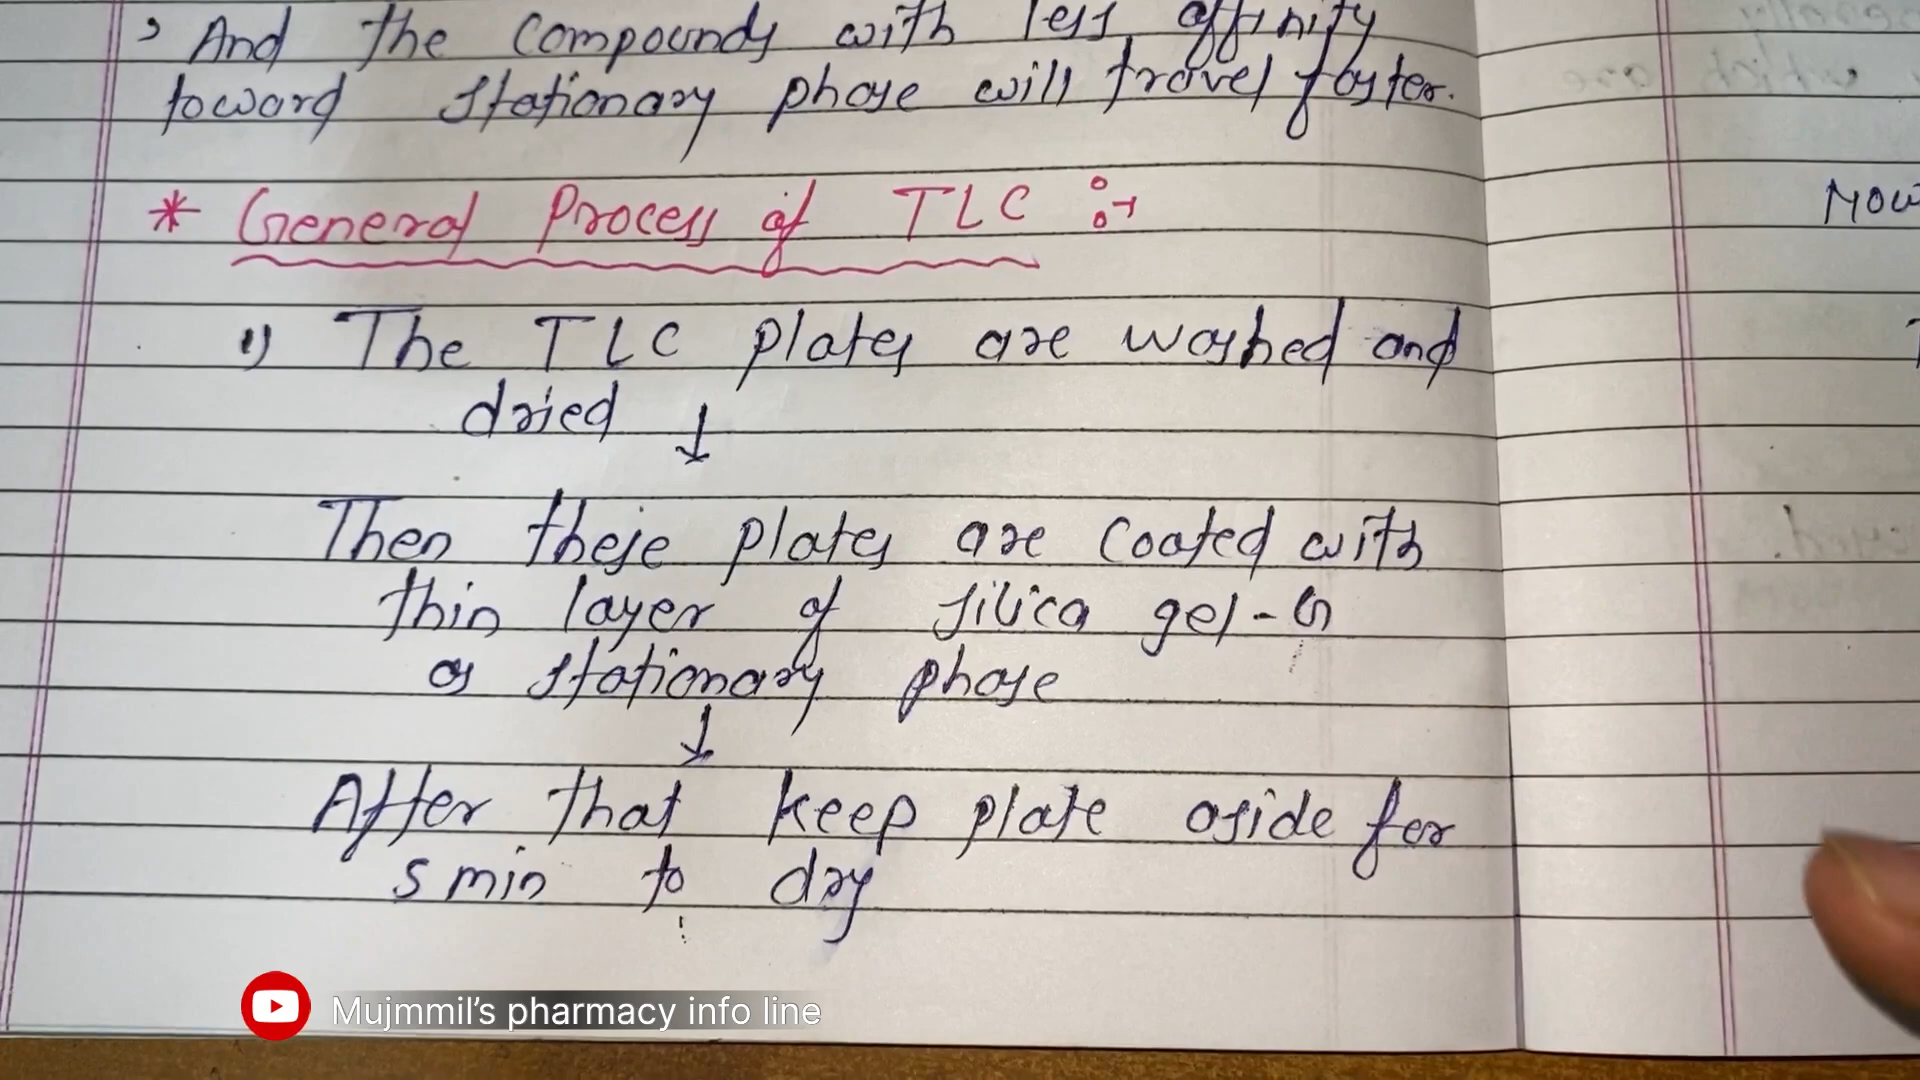 › And the compounds with less affinity
toward stationary phase will travel faster.
* General Process of TLC :-
1) The TLC plates are washed and
dried ↓
Then these plates are coated with
thin layer of silica gel-G
as stationary phase
↓
After that keep plate aside for
5 min to dry
Mujmmil's pharmacy info line